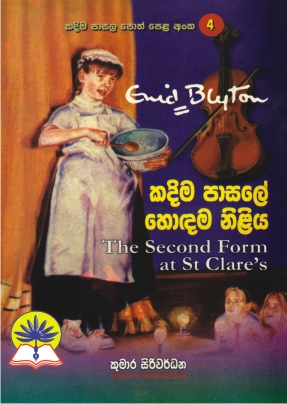 කදිම පාසල පොත් පෙළ අංක 4
Enid Blyton
කදිම පාසලේ
හොඳම නිළිය
The Second Form
at St Clare's
කුමාර සිරිවර්ධන